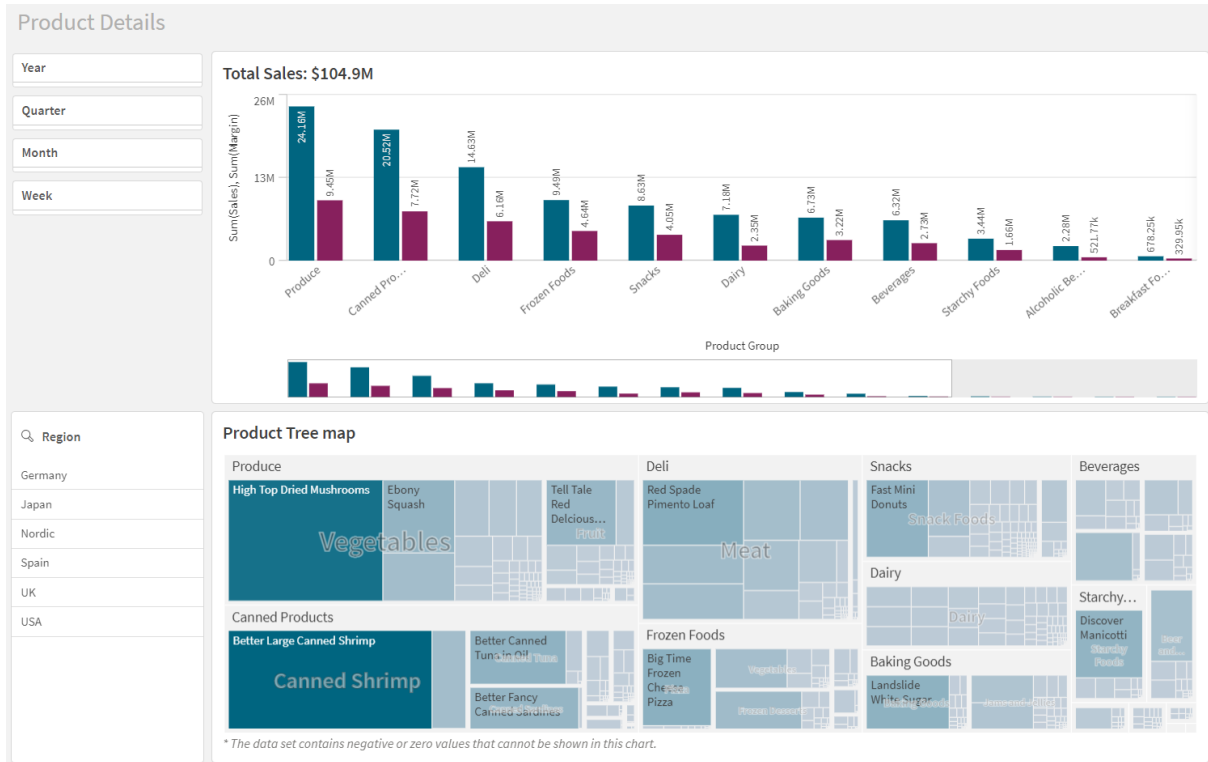 Product Details
Year
Quarter
Month
Week
Total Sales: $104.9M
Sum(Sales), Sum(Margin)
26M
13M
0
24.16M
9.45M
20.52M
7.72M
14.63M
6.16M
9.49M
4.64M
8.63M
4.05M
7.18M
2.35M
6.73M
3.22M
6.32M
2.73M
3.44M
1.66M
2.28M
521.77k
678.25k
329.95k
Produce
Canned Pro...
Deli
Frozen Foods
Snacks
Dairy
Baking Goods
Beverages
Starchy Foods
Alcoholic Be...
Breakfast Fo...
Product Group
Region
Germany
Japan
Nordic
Spain
UK
USA
Product Tree map
Produce
High Top Dried Mushrooms
Ebony
Squash
Vegetables
Tell Tale
Red
Delcious...
Fruit
Canned Products
Better Large Canned Shrimp
Canned Shrimp
Better Canned
Tuna in Oil
Better Fancy
Canned Sardines
Deli
Red Spade
Pimento Loaf
Meat
Frozen Foods
Big Time
Frozen
Cheese
Pizza
Vegetables
Frozen Desserts
Snacks
Fast Mini
Donuts
Snack Foods
Dairy
Dairy
Baking Goods
Landslide
White Sugar
Beverages
Starchy...
Discover
Manicotti
Starchy
Foods
Beer
and...
* The data set contains negative or zero values that cannot be shown in this chart.